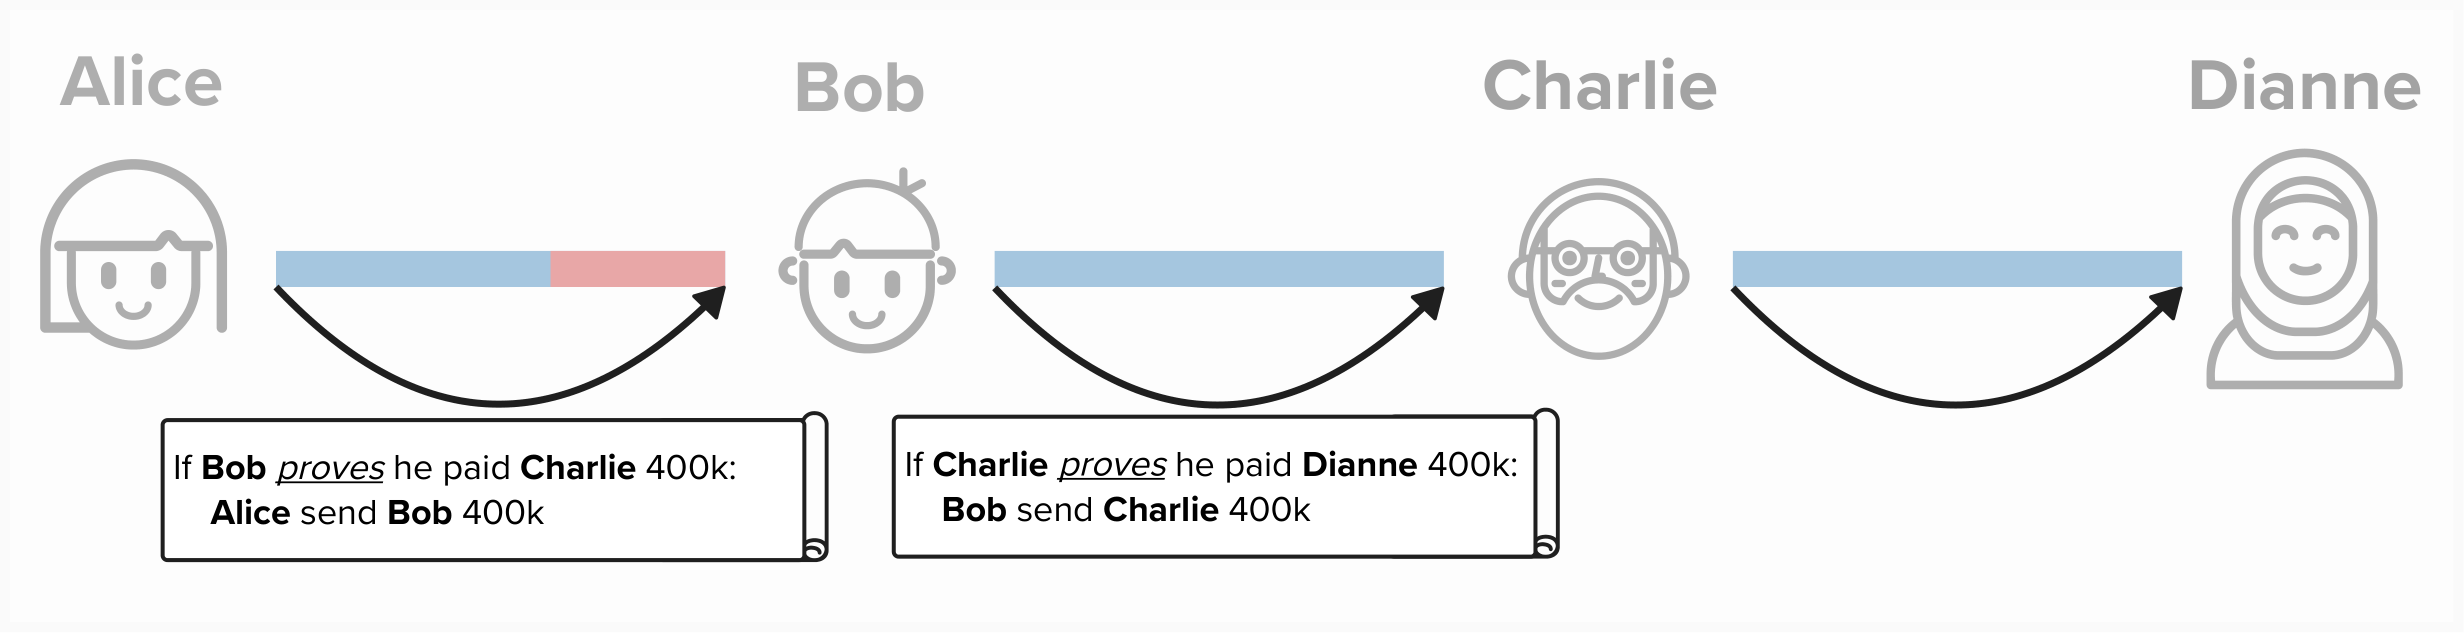 Alice
Bob
Charlie
Dianne
If Bob proves he paid Charlie 400k:
Alice send Bob 400k
If Charlie proves he paid Dianne 400k:
Bob send Charlie 400k